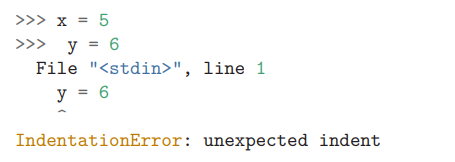 >>> x = 5
>>>  y = 6
  File "<stdin>", line 1
    y = 6
    ^
IndentationError: unexpected indent